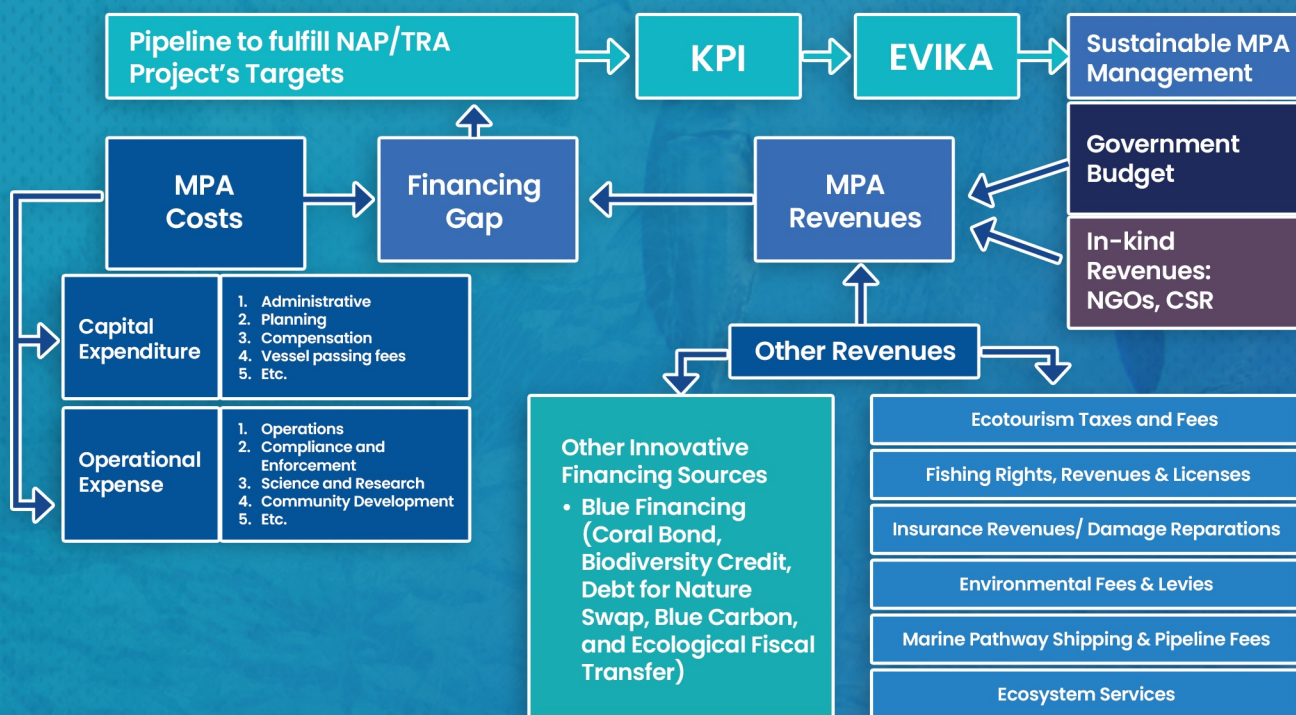 Pipeline to fulfill NAP/TRA
Project's Targets
KPI
EVIKA
Sustainable MPA
Management
MPA
Costs
Financing
Gap
MPA
Revenues
Government
Budget
In-kind
Revenues:
NGOs, CSR
Capital
Expenditure
1. Administrative
2. Planning
3. Compensation
4. Vessel passing fees
5. Etc.
Operational
Expense
1. Operations
2. Compliance and
Enforcement
3. Science and Research
4. Community Development
5. Etc.
Other Revenues
Other Innovative
Financing Sources
• Blue Financing
(Coral Bond,
Biodiversity Credit,
Debt for Nature
Swap, Blue Carbon,
and Ecological Fiscal
Transfer)
Ecotourism Taxes and Fees
Fishing Rights, Revenues & Licenses
Insurance Revenues/ Damage Reparations
Environmental Fees & Levies
Marine Pathway Shipping & Pipeline Fees
Ecosystem Services